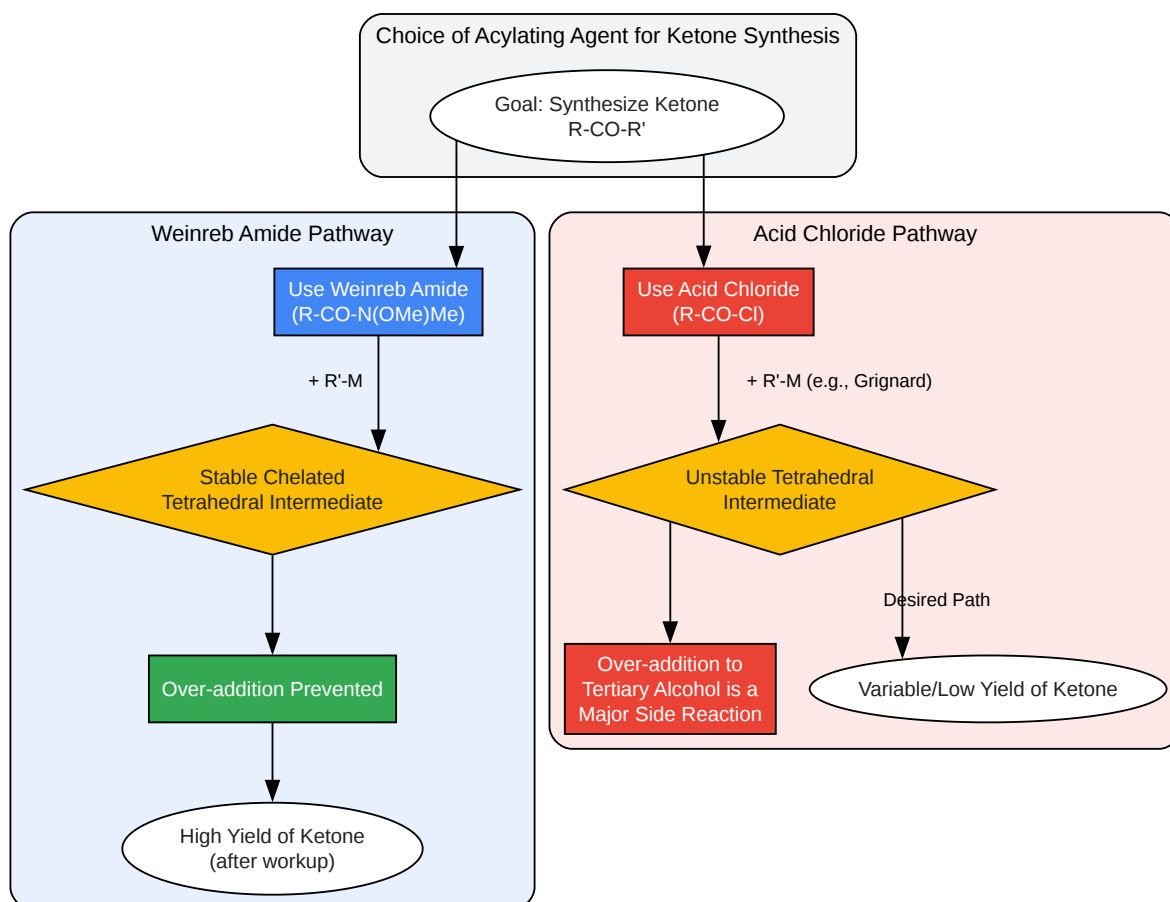 Choice of Acylating Agent for Ketone Synthesis
Goal: Synthesize Ketone
R-CO-R'
Weinreb Amide Pathway
Use Weinreb Amide
(R-CO-N(OMe)Me)
+ R'-M
Stable Chelated
Tetrahedral Intermediate
Over-addition Prevented
High Yield of Ketone
(after workup)
Acid Chloride Pathway
Use Acid Chloride
(R-CO-Cl)
+ R'-M (e.g., Grignard)
Unstable Tetrahedral
Intermediate
Desired Path
Over-addition to
Tertiary Alcohol is a
Major Side Reaction
Variable/Low Yield of Ketone